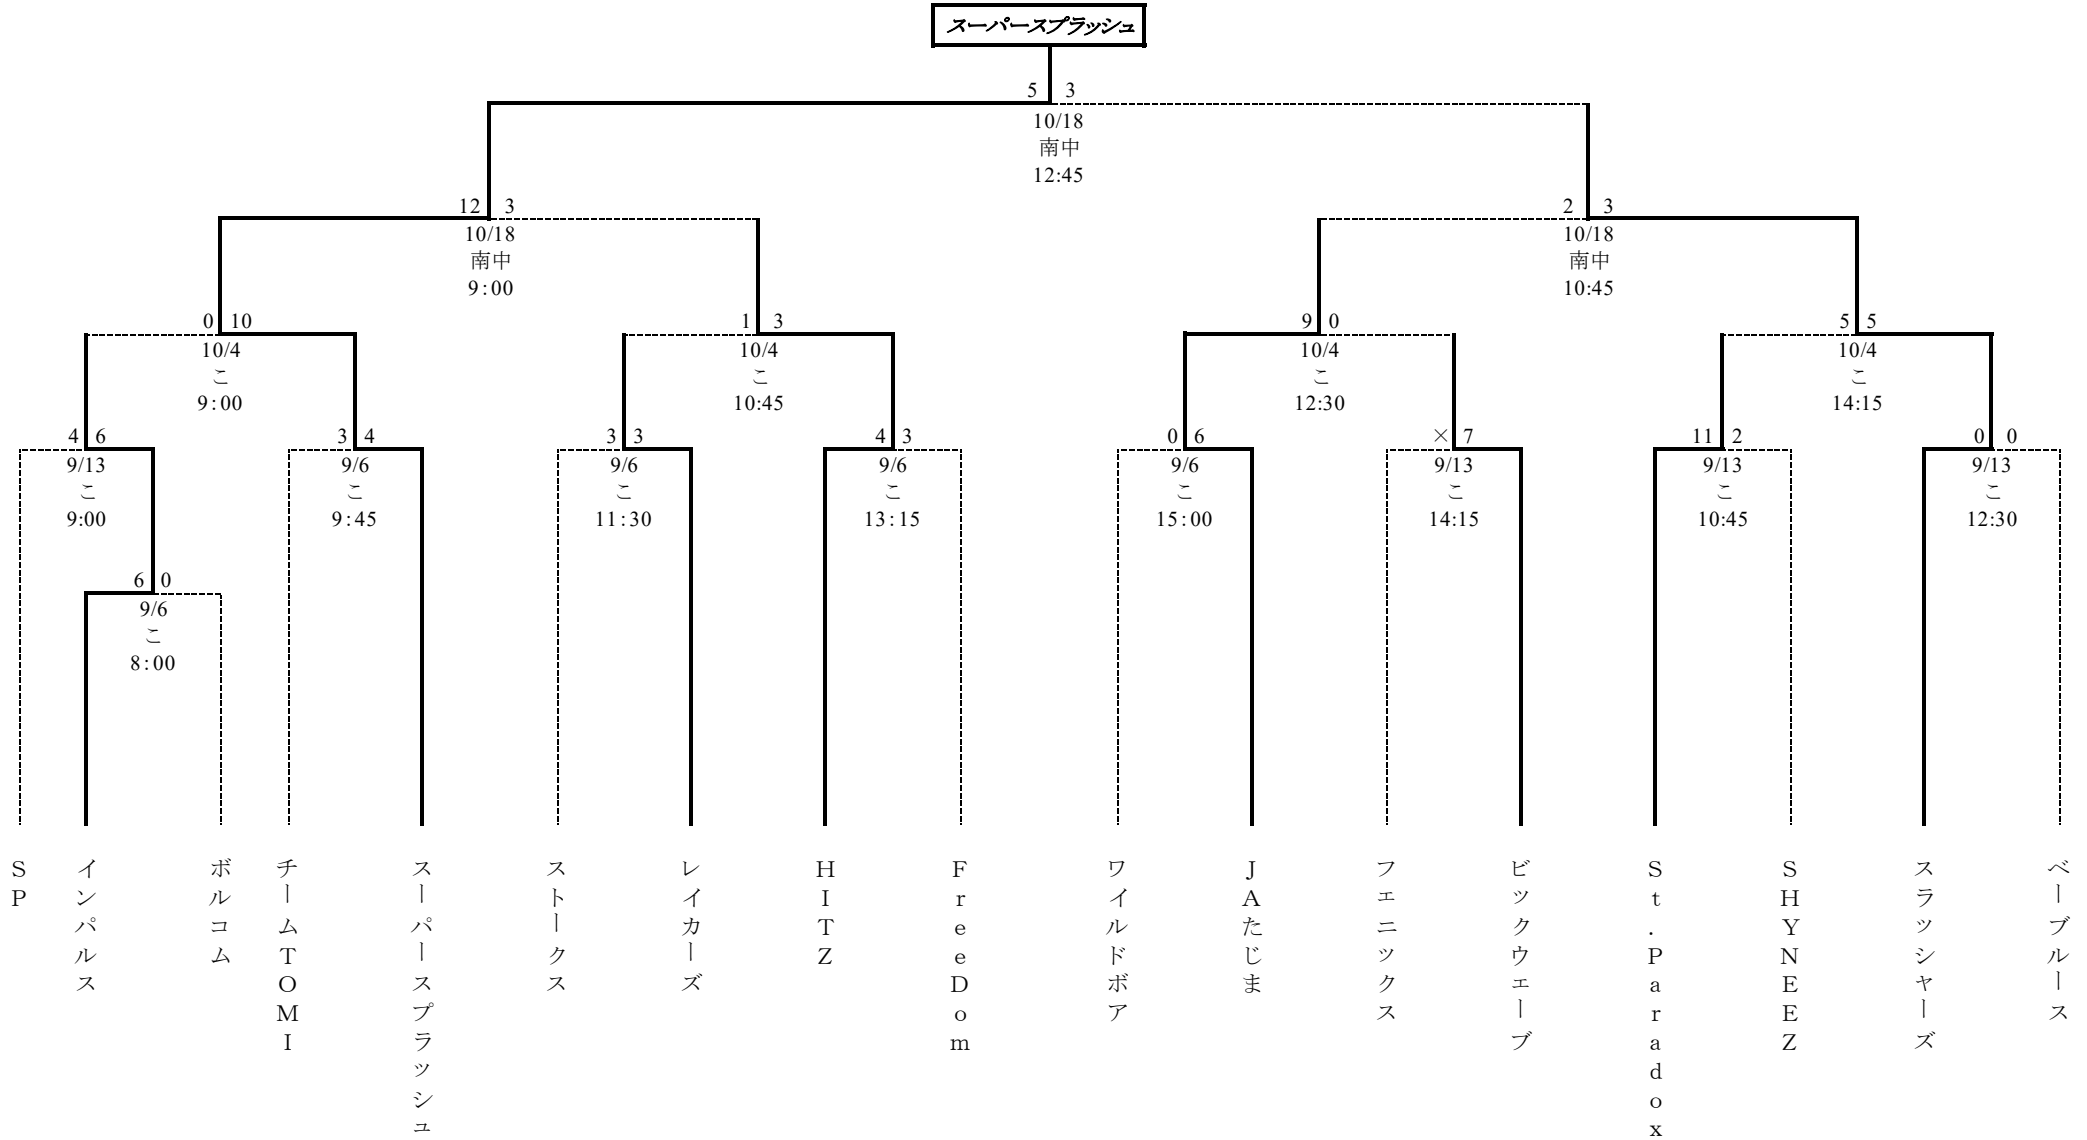 スーパースプラッシュ
5 3
10/18
南中
12:45
12 3
10/18
南中
9:00
2 3
10/18
南中
10:45
0 10
10/4
こ
9:00
1 3
10/4
こ
10:45
9 0
10/4
こ
12:30
5 5
10/4
こ
14:15
4 6
9/13
こ
9:00
3 4
9/6
こ
9:45
3 3
9/6
こ
11:30
4 3
9/6
こ
13:15
0 6
9/6
こ
15:00
× 7
9/13
こ
14:15
11 2
9/13
こ
10:45
0 0
9/13
こ
12:30
6 0
9/6
こ
8:00
SP
インパルス
ボルコム
チームTOMI
スーパースプラッシュ
ストークス
レイカーズ
HITZ
FreeDom
ワイルドボア
JAたじま
フェニックス
ビックウェーブ
St.Paradox
SHYNEEZ
スラッシャーズ
ベーブルース